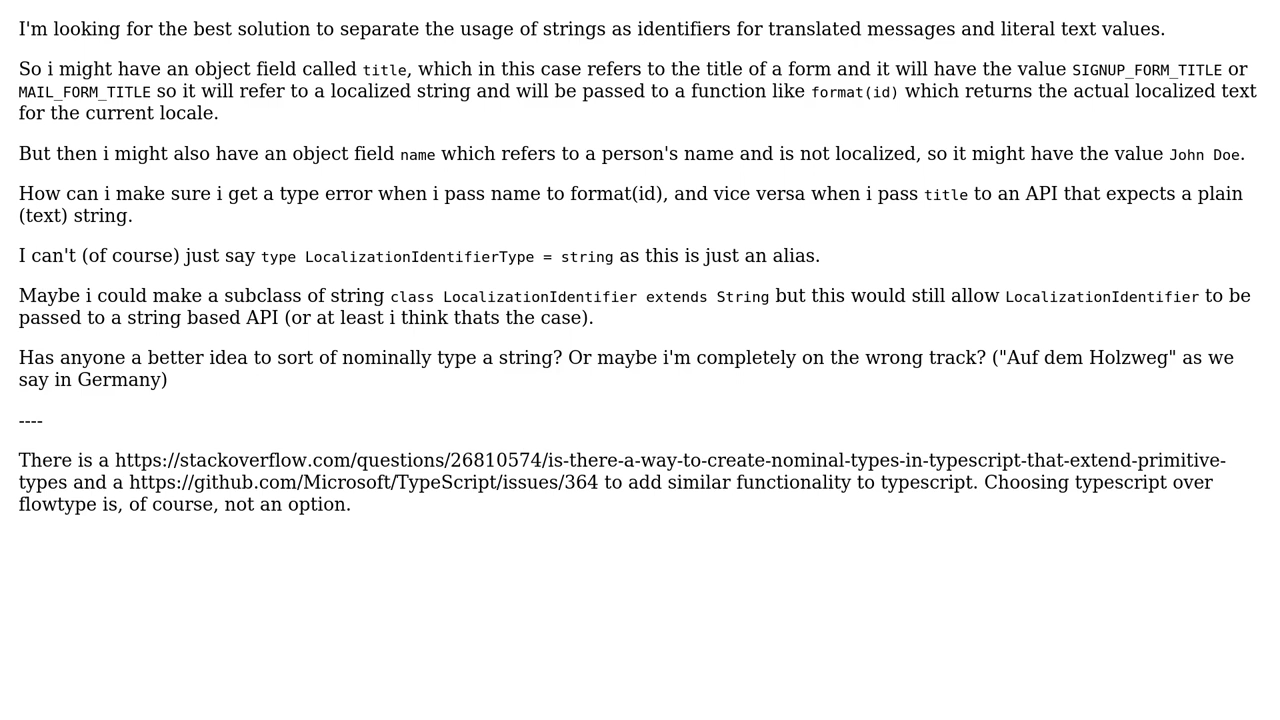 I'm looking for the best solution to separate the usage of strings as identifiers for translated messages and literal text values.
So i might have an object field called title, which in this case refers to the title of a form and it will have the value SIGNUP_FORM_TITLE or
MAIL_FORM_TITLE so it will refer to a localized string and will be passed to a function like format(id) which returns the actual localized text
for the current locale.
But then i might also have an object field name which refers to a person's name and is not localized, so it might have the value John Doe.
How can i make sure i get a type error when i pass name to format(id), and vice versa when i pass title to an API that expects a plain
(text) string.
I can't (of course) just say type LocalizationIdentifierType = string as this is just an alias.
Maybe i could make a subclass of string class LocalizationIdentifier extends String but this would still allow LocalizationIdentifier to be
passed to a string based API (or at least i think thats the case).
Has anyone a better idea to sort of nominally type a string? Or maybe i'm completely on the wrong track? ("Auf dem Holzweg" as we
say in Germany)
----
There is a https://stackoverflow.com/questions/26810574/is-there-a-way-to-create-nominal-types-in-typescript-that-extend-primitive-
types and a https://github.com/Microsoft/TypeScript/issues/364 to add similar functionality to typescript. Choosing typescript over
flowtype is, of course, not an option.